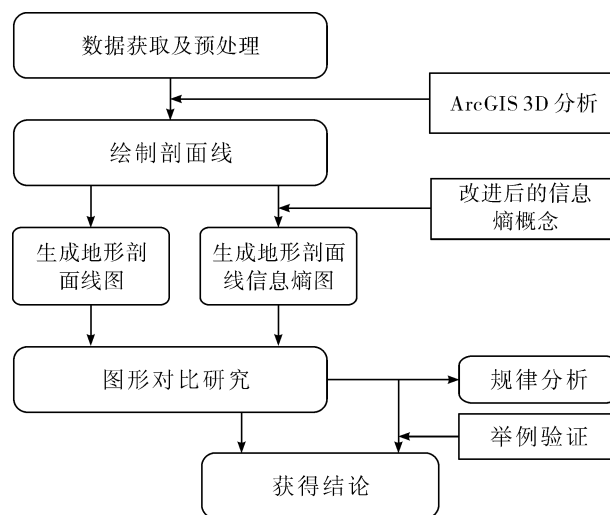 数据获取及预处理
ArcGIS 3D 分析
绘制剖面线
改进后的信息
熵概念
生成地形剖
面线图
生成地形剖面
线信息熵图
图形对比研究
规律分析
举例验证
获得结论